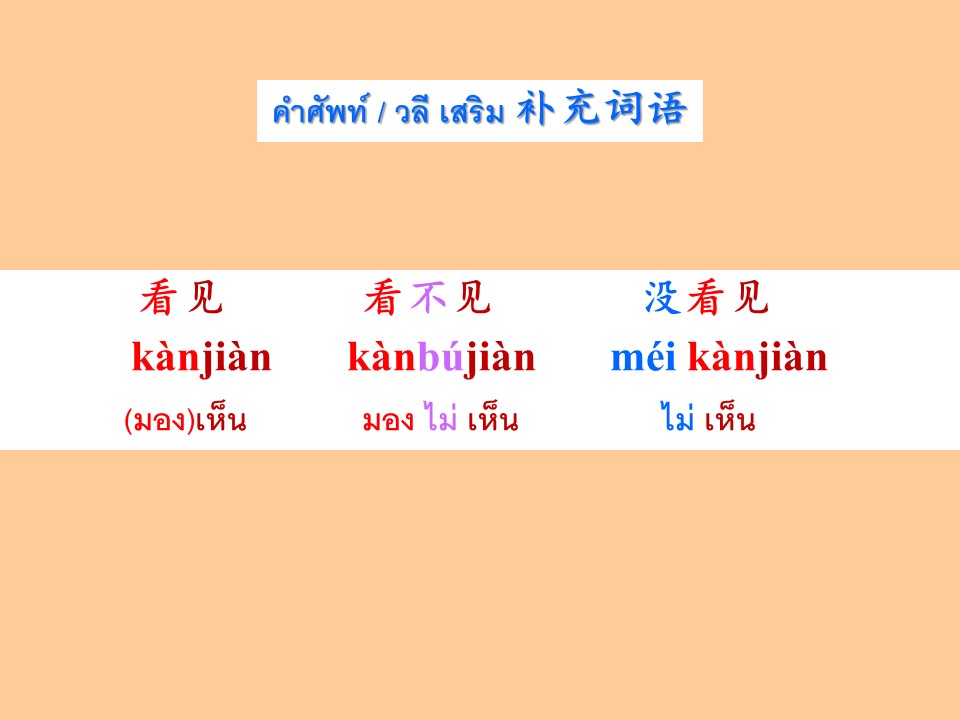 คำศัพท์ / วลี เสริม 补充词语
看见 看不见 没看见
kànjiàn kànbújiàn méi kànjiàn
(มอง)เห็น มอง ไม่ เห็น ไม่ เห็น